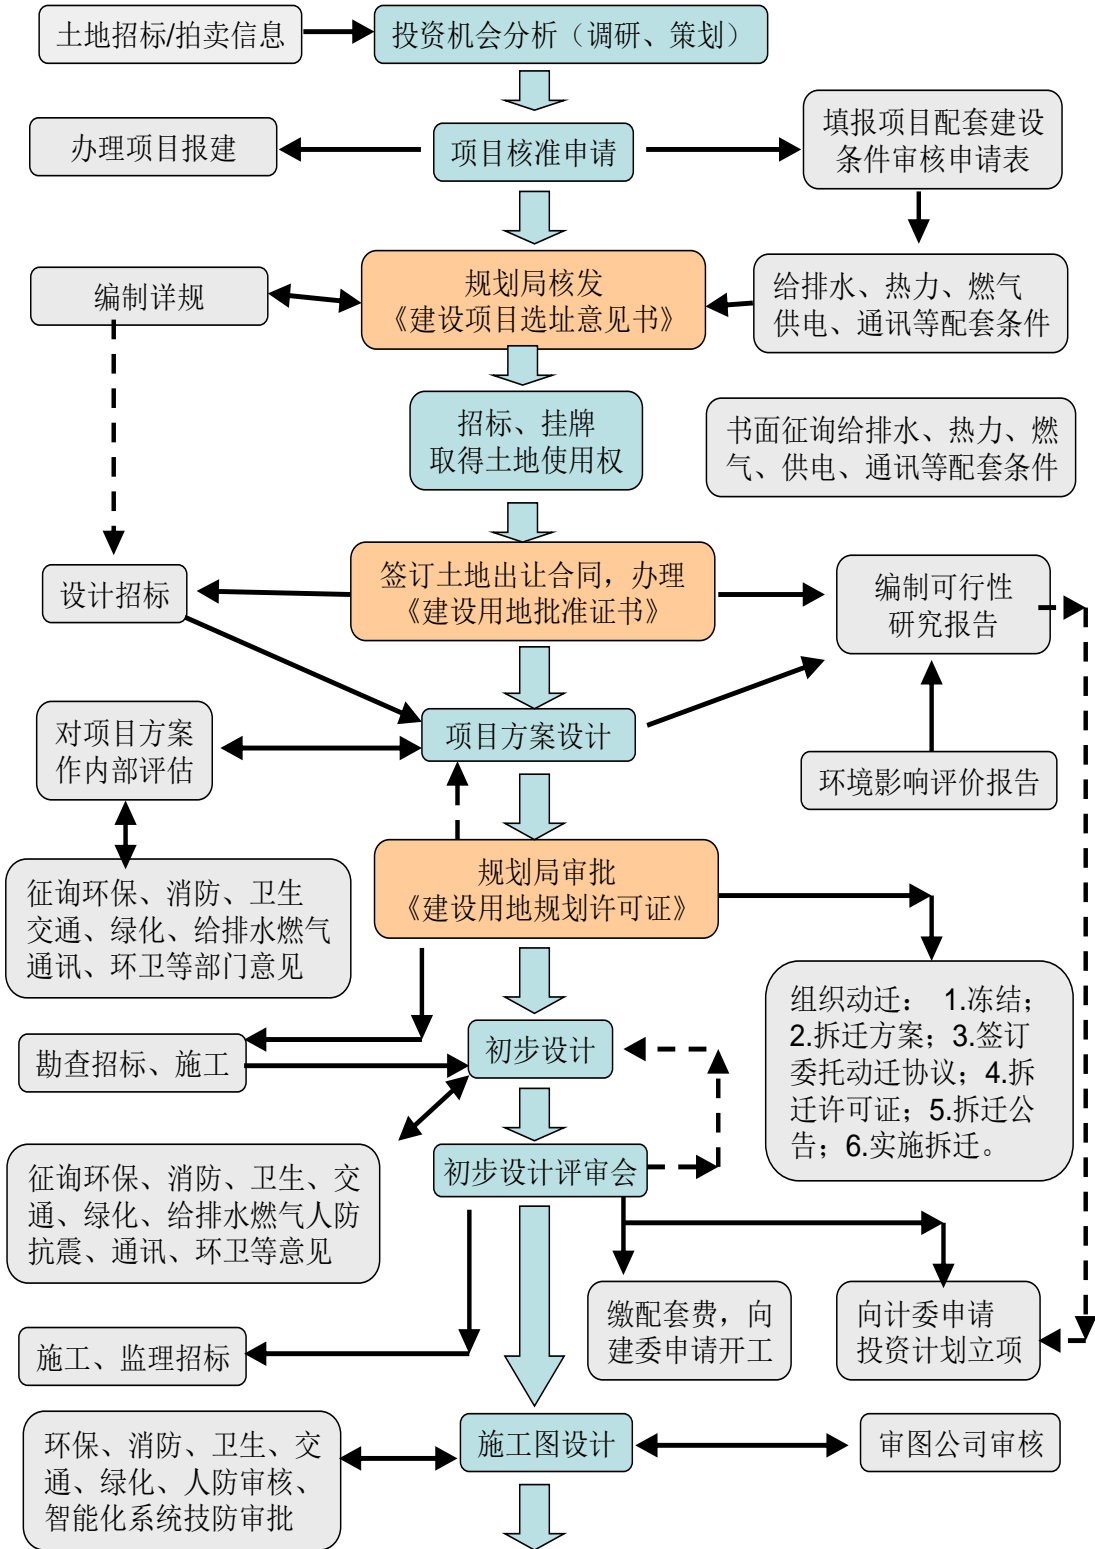 土地招标/拍卖信息
投资机会分析（调研、策划）
办理项目报建
项目核准申请
填报项目配套建设
条件审核申请表
编制详规
规划局核发
《建设项目选址意见书》
给排水、热力、燃气
供电、通讯等配套条件
招标、挂牌
取得土地使用权
书面征询给排水、热力、燃
气、供电、通讯等配套条件
设计招标
签订土地出让合同，办理
《建设用地批准证书》
编制可行性
研究报告
对项目方案
作内部评估
项目方案设计
环境影响评价报告
征询环保、消防、卫生
交通、绿化、给排水燃气
通讯、环卫等部门意见
规划局审批
《建设用地规划许可证》
组织动迁： 1.冻结；
2.拆迁方案；3.签订
委托动迁协议；4.拆
迁许可证；5.拆迁公
告；6.实施拆迁。
勘查招标、施工
初步设计
征询环保、消防、卫生、交
通、绿化、给排水燃气人防
抗震、通讯、环卫等意见
初步设计评审会
施工、监理招标
缴配套费，向
建委申请开工
向计委申请
投资计划立项
环保、消防、卫生、交
通、绿化、人防审核、
智能化系统技防审批
施工图设计
审图公司审核